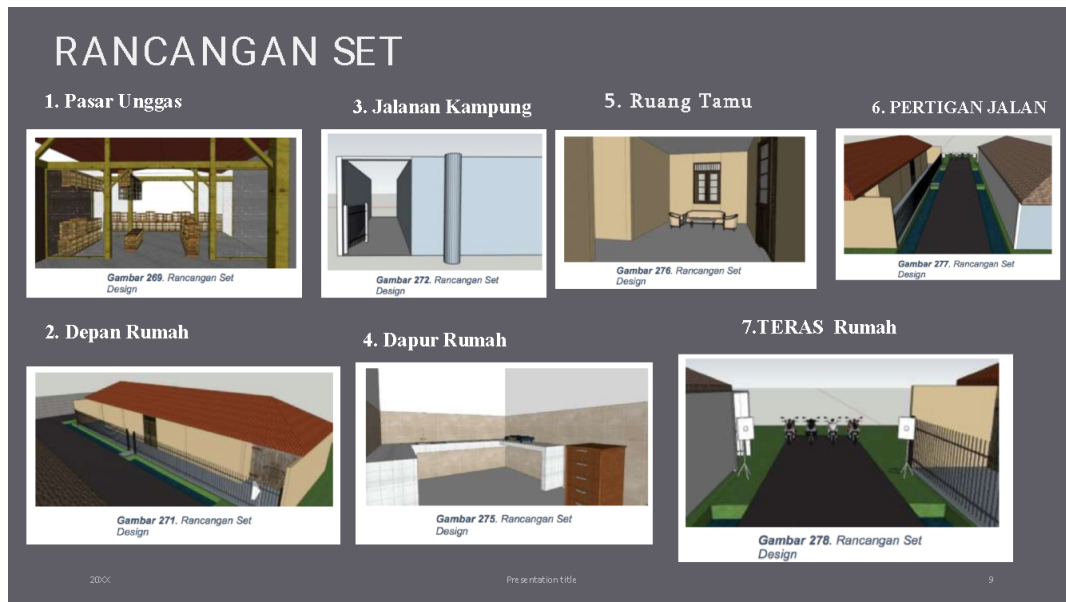 RANCANGAN SET
1. Pasar Unggas
Gambar 269. Rancangan Set
Design
2. Depan Rumah
Gambar 271. Rancangan Set
Design
3. Jalanan Kampung
Gambar 272. Rancangan Set
Design
4. Dapur Rumah
Gambar 275. Rancangan Set
Design
5. Ruang Tamu
Gambar 276. Rancangan Set
Design
6. PERTIGAN JALAN
Gambar 277. Rancangan Set
Design
7.TERAS Rumah
Gambar 278. Rancangan Set
Design
20XX
Presentation title
9